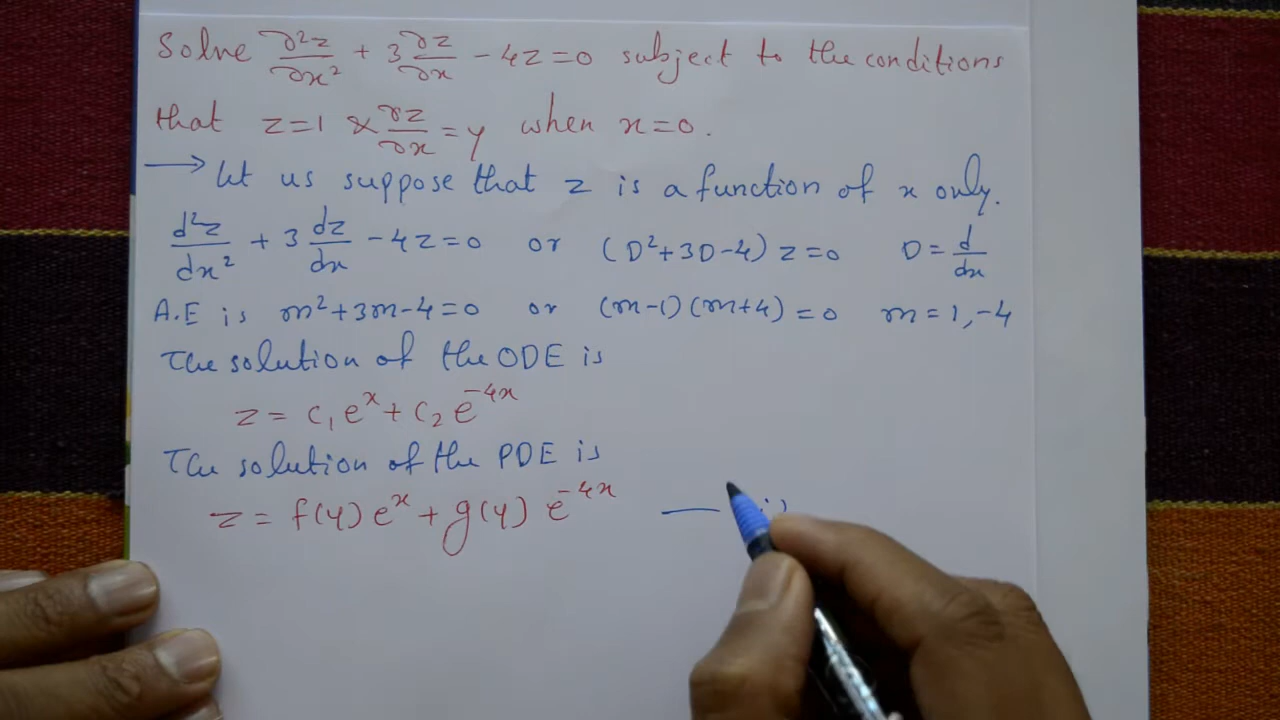 Solve ∂²z/∂x² + 3 ∂z/∂x - 4z = 0 subject to the conditions
that z = 1 & ∂z/∂x = y when x = 0.
→ Let us suppose that z is a function of x only.
d²z/dx² + 3 dz/dx - 4z = 0 or (D²+3D-4) z = 0 D = d/dx
A.E is m²+3m-4=0 or (m-1)(m+4) = 0 m = 1, -4
The solution of the ODE is
z = c₁eˣ + c₂e⁻⁴ˣ
The solution of the PDE is
z = f(y) eˣ + g(y) e⁻⁴ˣ —